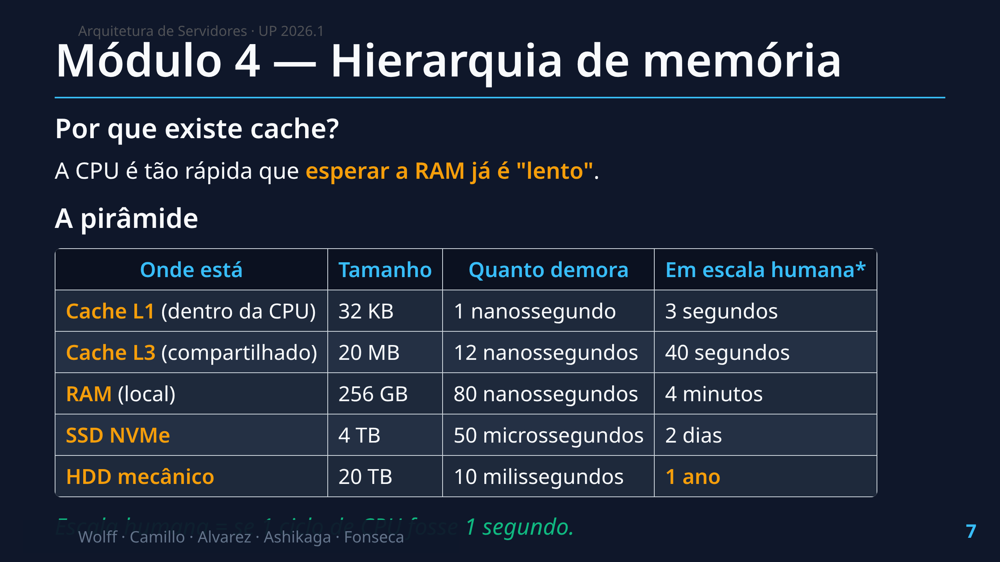 Arquitetura de Servidores · UP 2026.1
Módulo 4 — Hierarquia de memória
Por que existe cache?
A CPU é tão rápida que esperar a RAM já é "lento".
A pirâmide
Onde está Tamanho Quanto demora Em escala humana*
Cache L1 (dentro da CPU) 32 KB 1 nanossegundo 3 segundos
Cache L3 (compartilhado) 20 MB 12 nanossegundos 40 segundos
RAM (local) 256 GB 80 nanossegundos 4 minutos
SSD NVMe 4 TB 50 microssegundos 2 dias
HDD mecânico 20 TB 10 milissegundos 1 ano
Escala humana = se 1 ciclo de CPU fosse 1 segundo.
Wolff · Camillo · Alvarez · Ashikaga · Fonseca
7